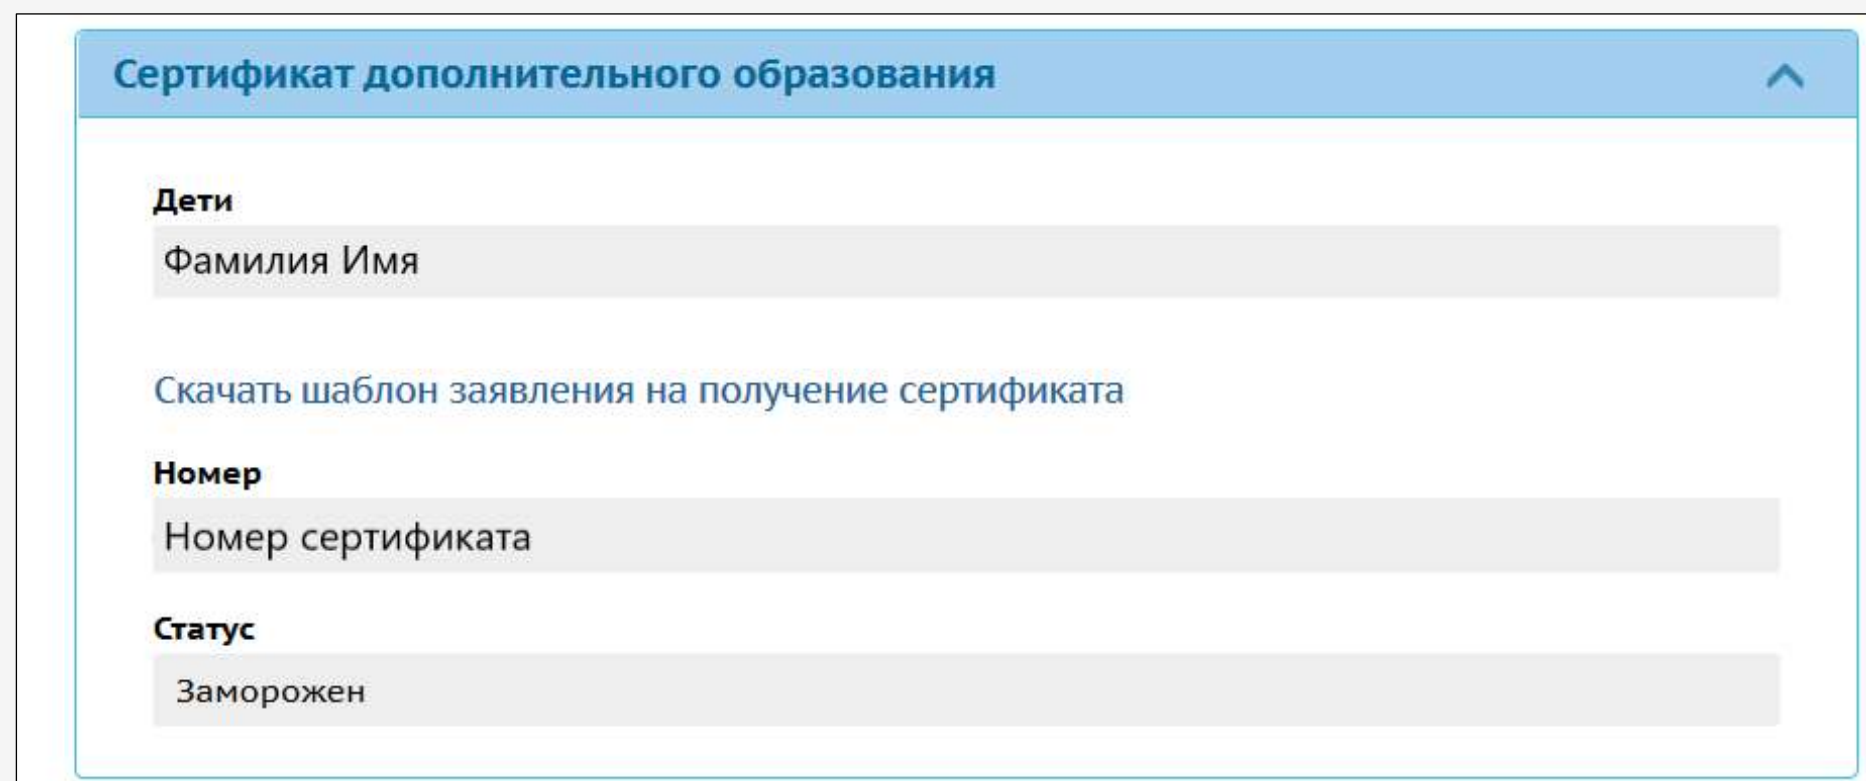 Сертификат дополнительного образования
Дети
Фамилия Имя
Скачать шаблон заявления на получение сертификата
Номер
Номер сертификата
Статус
Заморожен